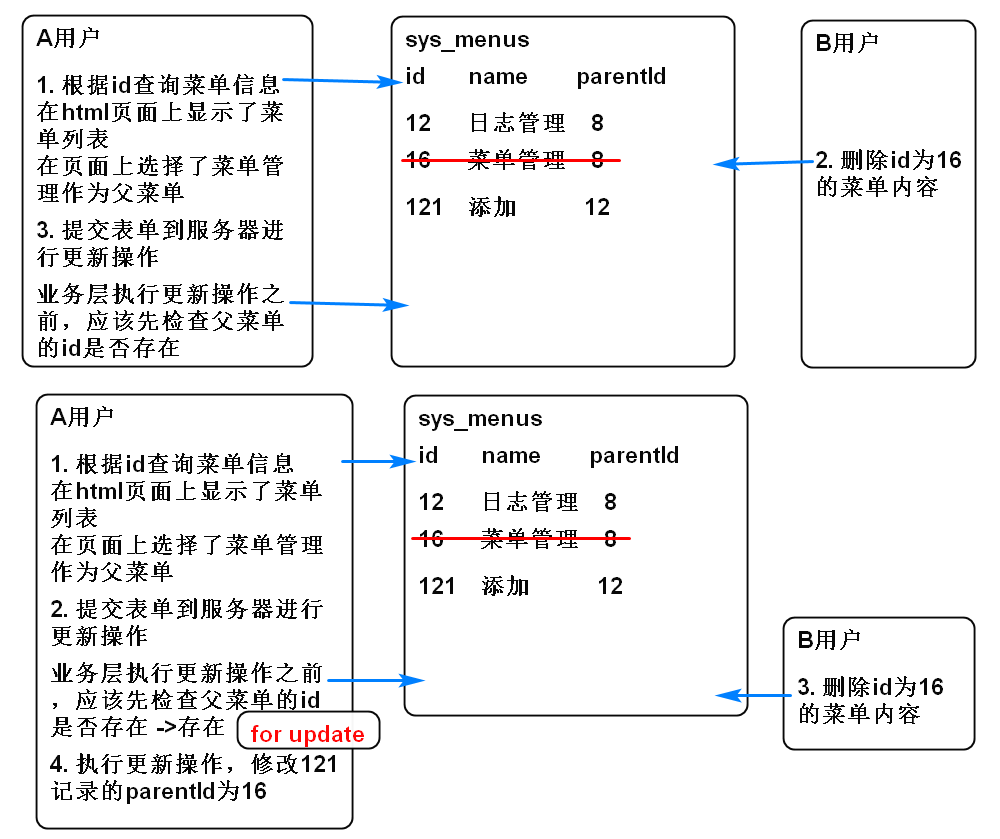 A用户
1. 根据id查询菜单信息
在html页面上显示了菜
单列表
在页面上选择了菜单管
理作为父菜单
3. 提交表单到服务器进
行更新操作
业务层执行更新操作之
前，应该先检查父菜单
的id是否存在
sys_menus
id name parentId
12 日志管理 8
16 菜单管理 8
121 添加 12
B用户
2. 删除id为16
的菜单内容
A用户
1. 根据id查询菜单信息
在html页面上显示了菜单
列表
在页面上选择了菜单管理
作为父菜单
2. 提交表单到服务器进行
更新操作
业务层执行更新操作之前
，应该先检查父菜单的id
是否存在 ->存在
for update
4. 执行更新操作，修改121
记录的parentId为16
sys_menus
id name parentId
12 日志管理 8
16 菜单管理 8
121 添加 12
B用户
3. 删除id为16
的菜单内容